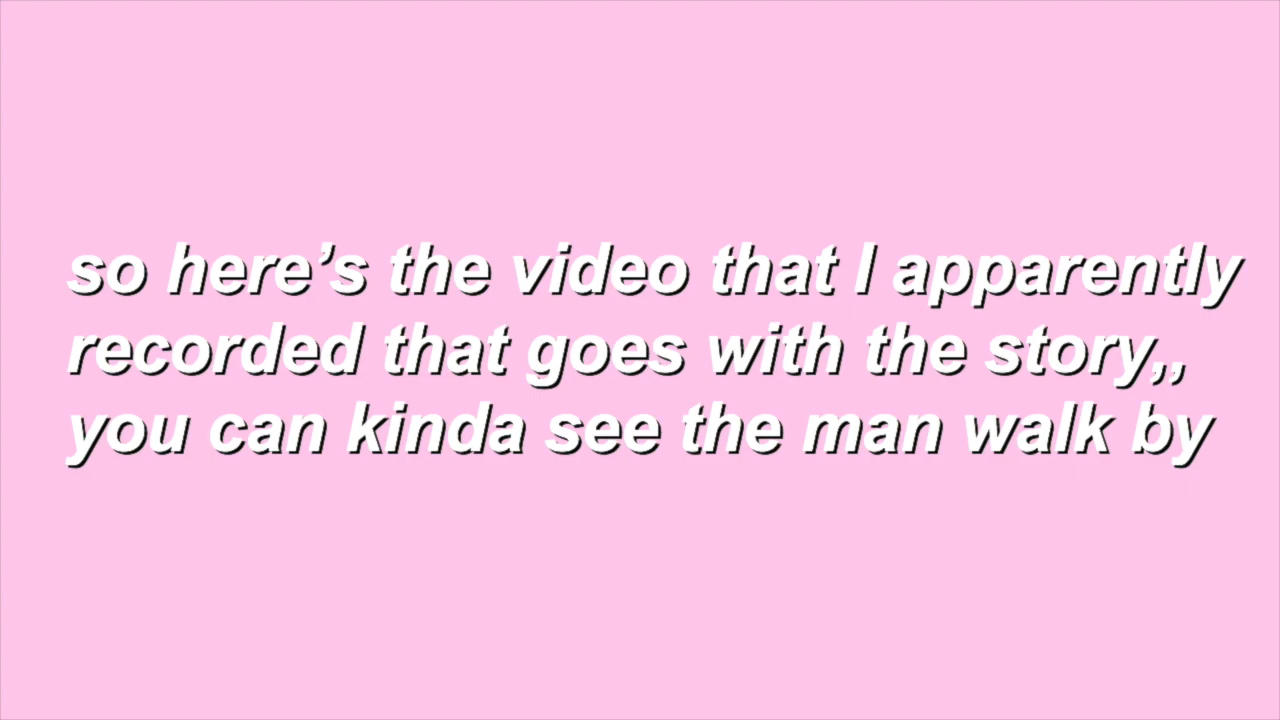 so here’s the video that I apparently
recorded that goes with the story,,
you can kinda see the man walk by